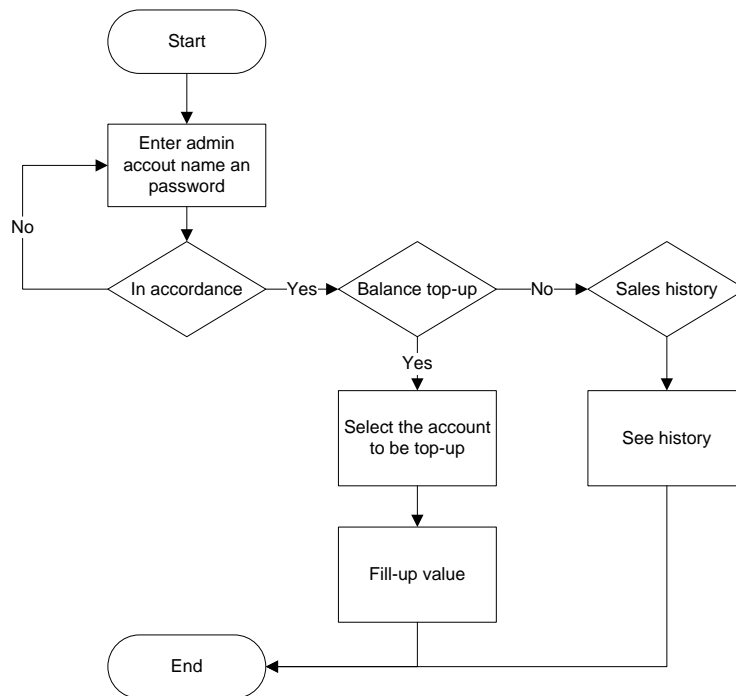 Start
Enter admin
accout name an
password
No
In accordance
Yes
Balance top-up
No
Sales history
Yes
Select the account
to be top-up
See history
Fill-up value
End